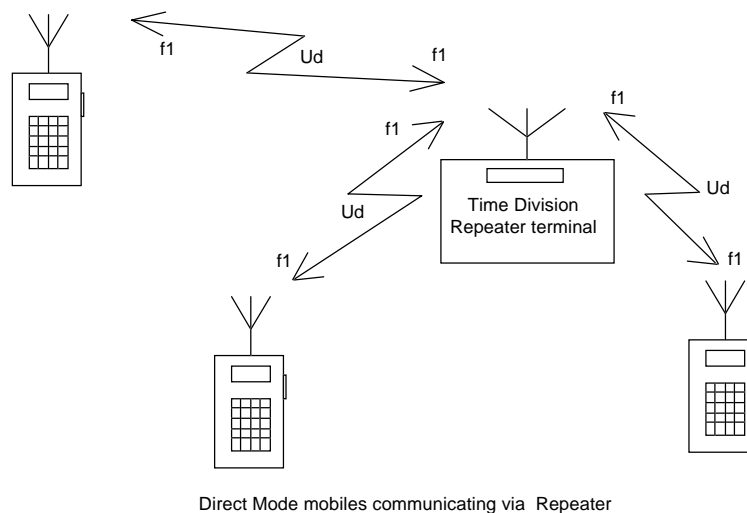 f1
Ud
f1
f1
Ud
f1
Time Division
Repeater terminal
f1
Ud
f1
Direct Mode mobiles communicating via Repeater